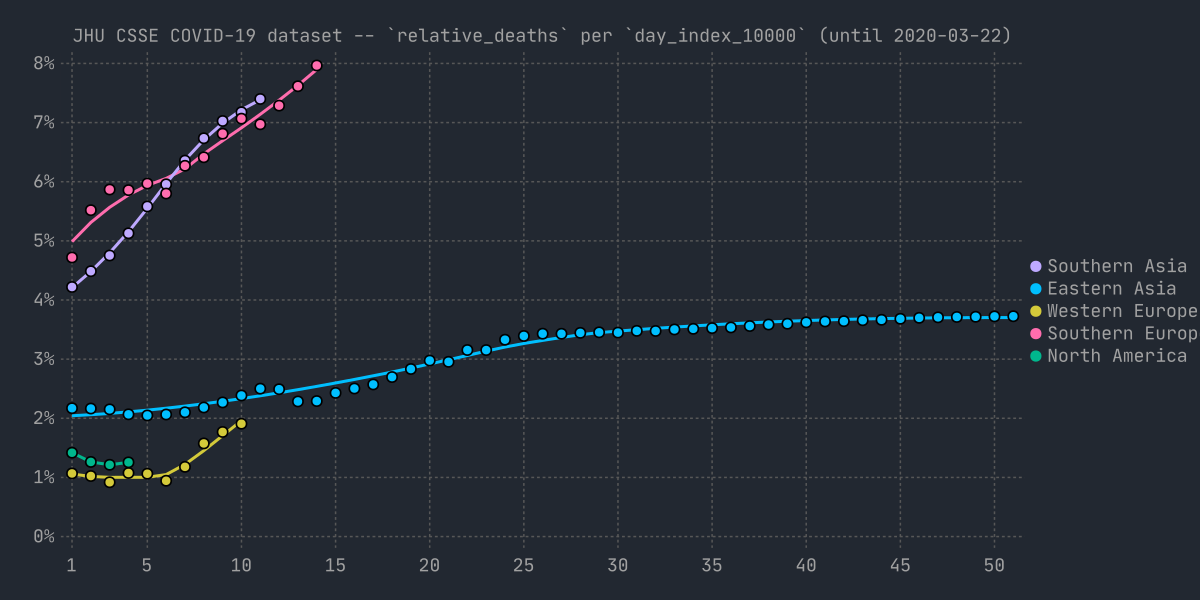 JHU CSSE COVID-19 dataset -- `relative_deaths` per `day_index_10000` (until 2020-03-22)
8%
7%
6%
5%
4%
3%
2%
1%
0%
1 5 10 15 20 25 30 35 40 45 50
Southern Asia
Eastern Asia
Western Europe
Southern Europ
North America